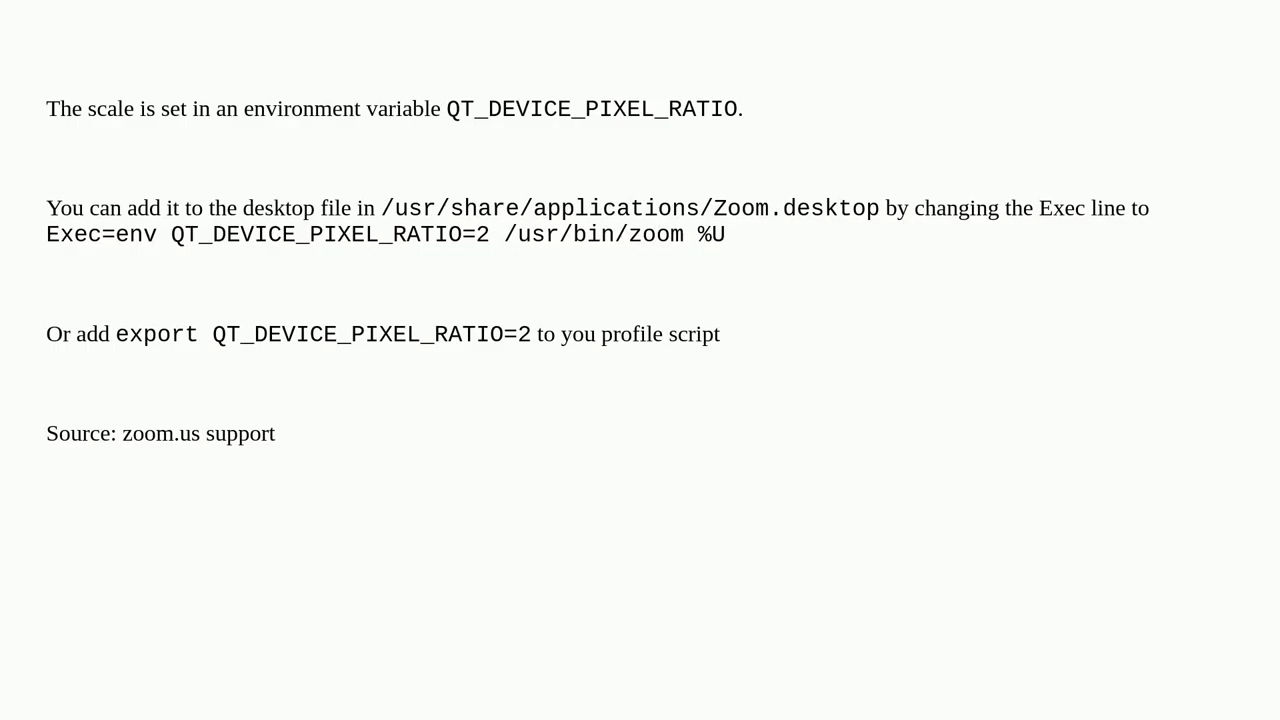 The scale is set in an environment variable QT_DEVICE_PIXEL_RATIO.
You can add it to the desktop file in /usr/share/applications/Zoom.desktop by changing the Exec line to
Exec=env QT_DEVICE_PIXEL_RATIO=2 /usr/bin/zoom %U
Or add export QT_DEVICE_PIXEL_RATIO=2 to you profile script
Source: zoom.us support